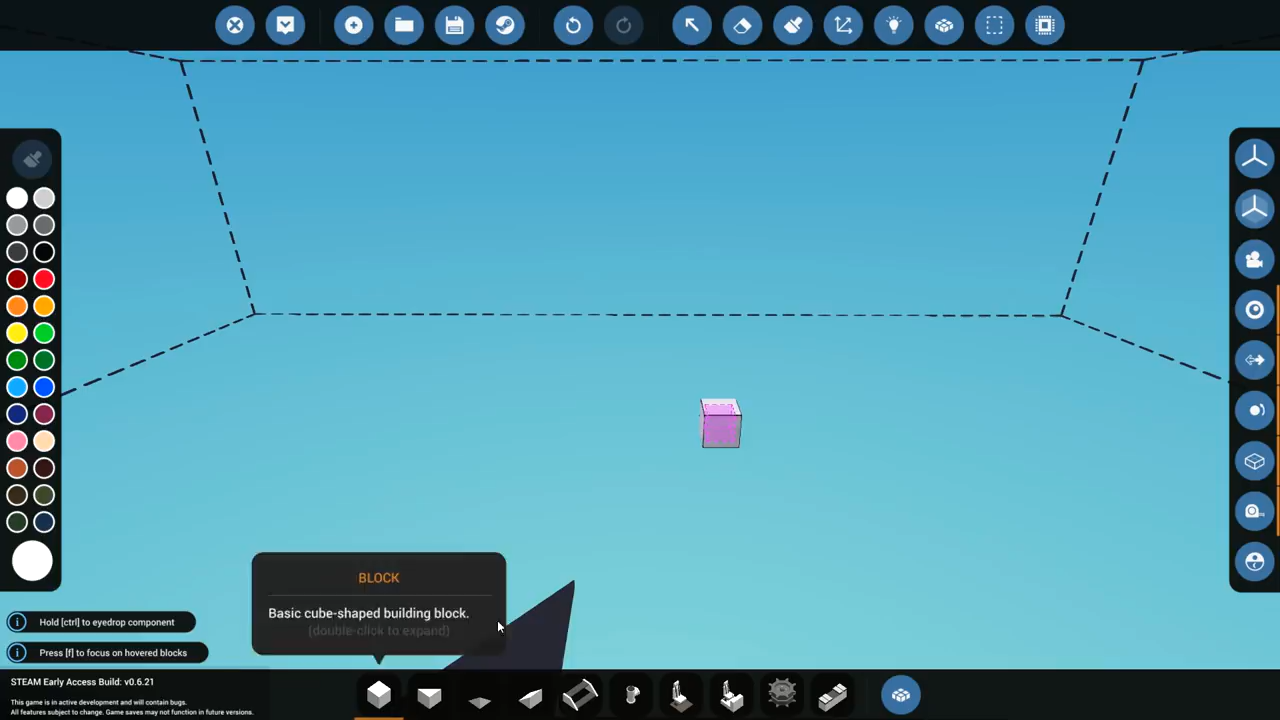 BLOCK
Basic cube-shaped building block.
(double-click to expand)
Hold [ctrl] to eyedrop component
Press [f] to focus on hovered blocks
STEAM Early Access Build: v0.6.21
This game is in active development and will contain bugs.
All features subject to change. Game saves may not function in future versions.